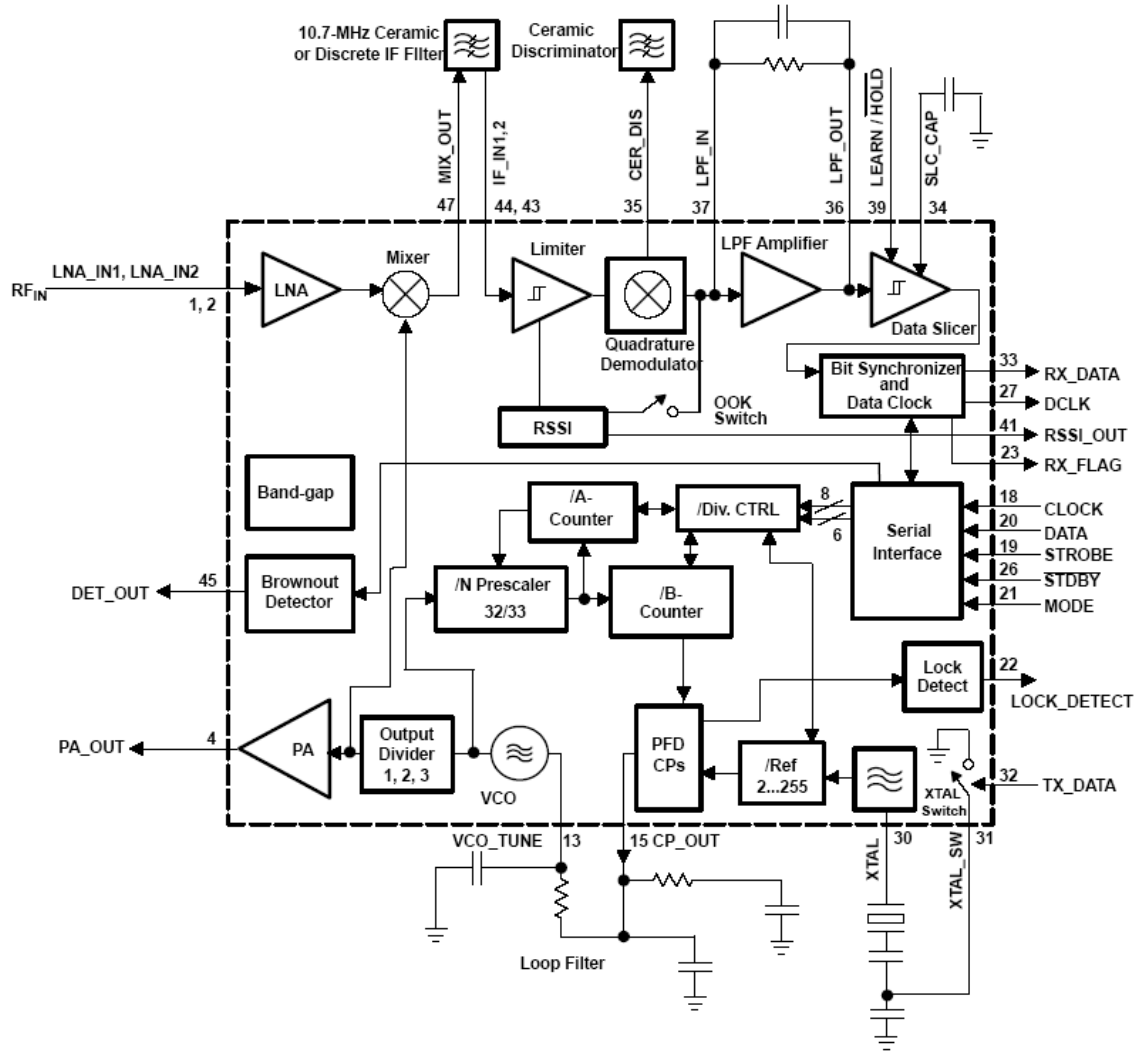 10.7-MHz Ceramic
or Discrete IF Filter
Ceramic
Discriminator
MIX_OUT
IF_IN1,2
CER_DIS
LPF_IN
LPF_OUT
LEARN / HOLD
SLC_CAP
47
44, 43
35
37
36
39
34
RFIN
LNA_IN1, LNA_IN2
1, 2
LNA
Mixer
Limiter
Quadrature
Demodulator
LPF Amplifier
Data Slicer
Bit Synchronizer
and
Data Clock
33
RX_DATA
27
DCLK
41
RSSI_OUT
23
RX_FLAG
OOK
Switch
RSSI
Band-gap
/A-
Counter
/Div. CTRL
8
6
Serial
Interface
18
CLOCK
20
DATA
19
STROBE
26
STDBY
21
MODE
DET_OUT
45
Brownout
Detector
/N Prescaler
32/33
/B-
Counter
Lock
Detect
22
LOCK_DETECT
PA_OUT
4
PA
Output
Divider
1, 2, 3
VCO
PFD
CPs
/Ref
2...255
XTAL
Switch
32
TX_DATA
VCO_TUNE
13
15
CP_OUT
30
31
XTAL
XTAL_SW
Loop Filter